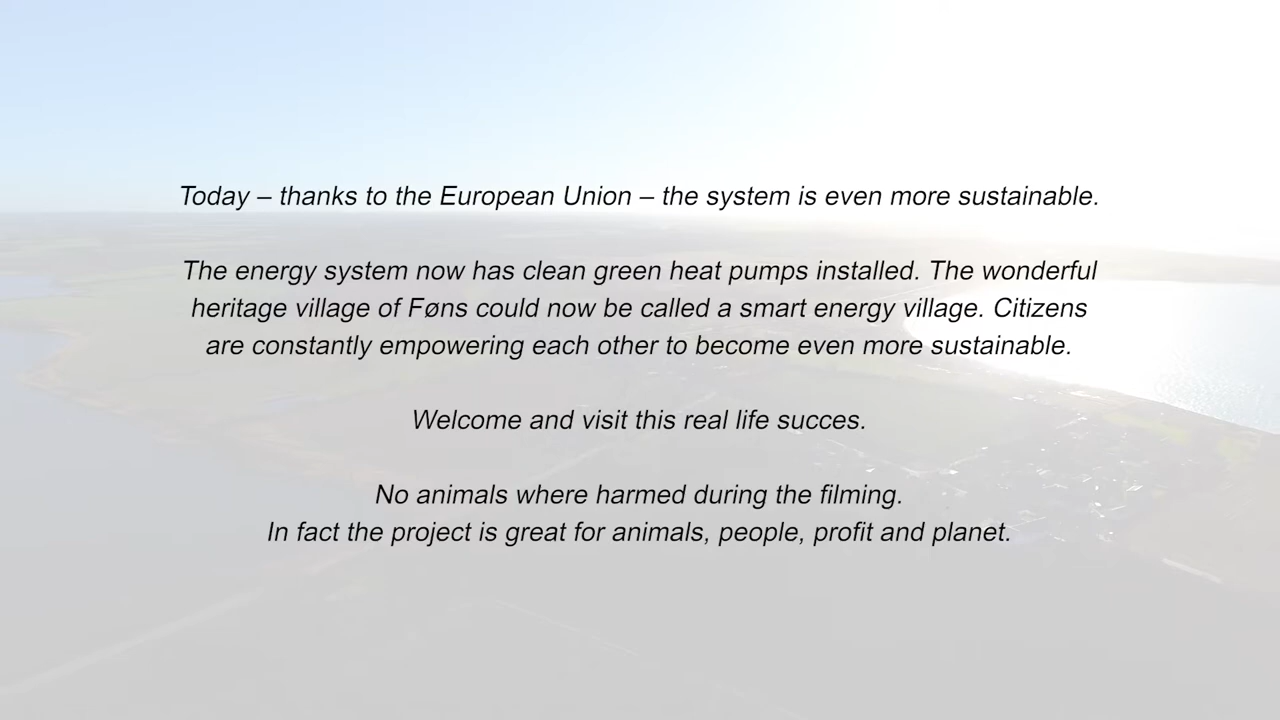 Today – thanks to the European Union – the system is even more sustainable.
The energy system now has clean green heat pumps installed. The wonderful
heritage village of Føns could now be called a smart energy village. Citizens
are constantly empowering each other to become even more sustainable.
Welcome and visit this real life succes.
No animals where harmed during the filming.
In fact the project is great for animals, people, profit and planet.